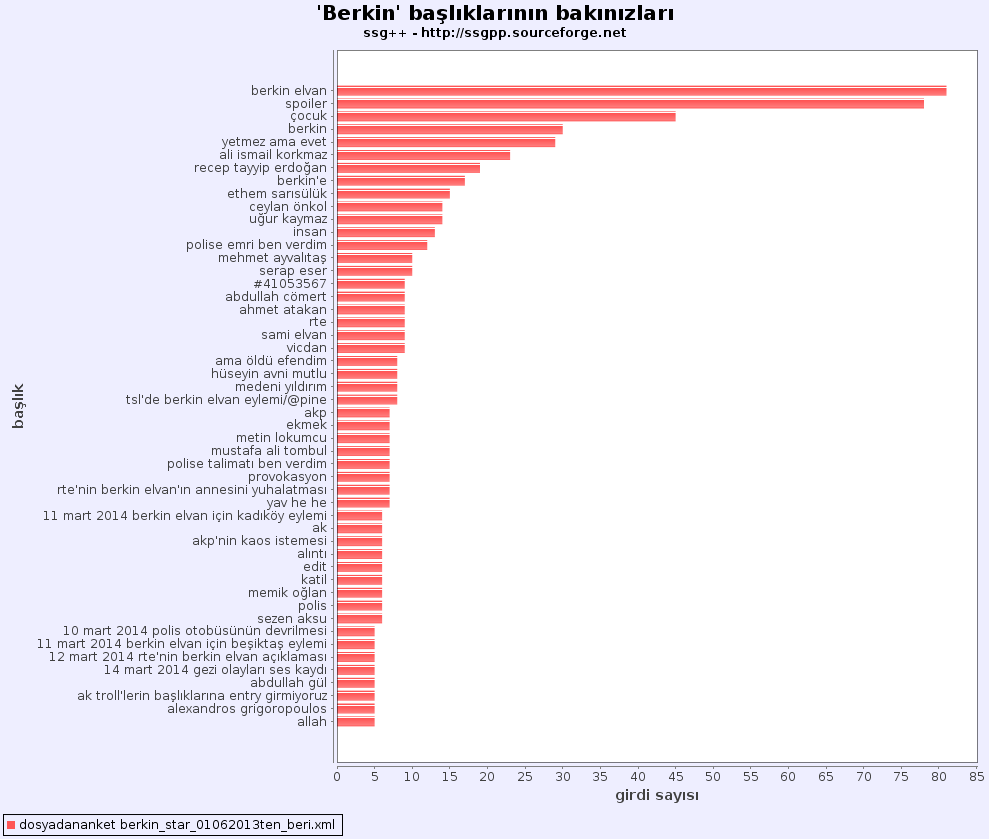 'Berkin' başlıklarının bakınızları
ssg++ - http://ssgpp.sourceforge.net
başlık
berkin elvan
spoiler
çocuk
berkin
yetmez ama evet
ali ismail korkmaz
recep tayyip erdoğan
berkin'e
ethem sarısülük
ceylan önkol
uğur kaymaz
insan
polise emri ben verdim
mehmet ayvalıtaş
serap eser
#41053567
abdullah cömert
ahmet atakan
rte
sami elvan
vicdan
ama öldü efendim
hüseyin avni mutlu
medeni yıldırım
tsl'de berkin elvan eylemi/@pine
akp
ekmek
metin lokumcu
mustafa ali tombul
polise talimatı ben verdim
provokasyon
rte'nin berkin elvan'ın annesini yuhalatması
yav he he
11 mart 2014 berkin elvan için kadıköy eylemi
ak
akp'nin kaos istemesi
alıntı
edit
katil
memik oğlan
polis
sezen aksu
10 mart 2014 polis otobüsünün devrilmesi
11 mart 2014 berkin elvan için beşiktaş eylemi
12 mart 2014 rte'nin berkin elvan açıklaması
14 mart 2014 gezi olayları ses kaydı
abdullah gül
ak troll'lerin başlıklarına entry girmiyoruz
alexandros grigoropoulos
allah
0 5 10 15 20 25 30 35 40 45 50 55 60 65 70 75 80 85
girdi sayısı
dosyadananket berkin_star_01062013ten_beri.xml